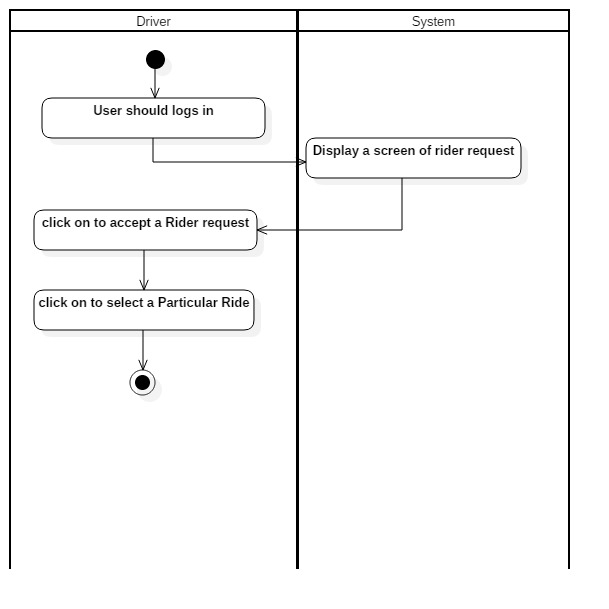 Driver
System
User should logs in
Display a screen of rider request
click on to accept a Rider request
click on to select a Particular Ride